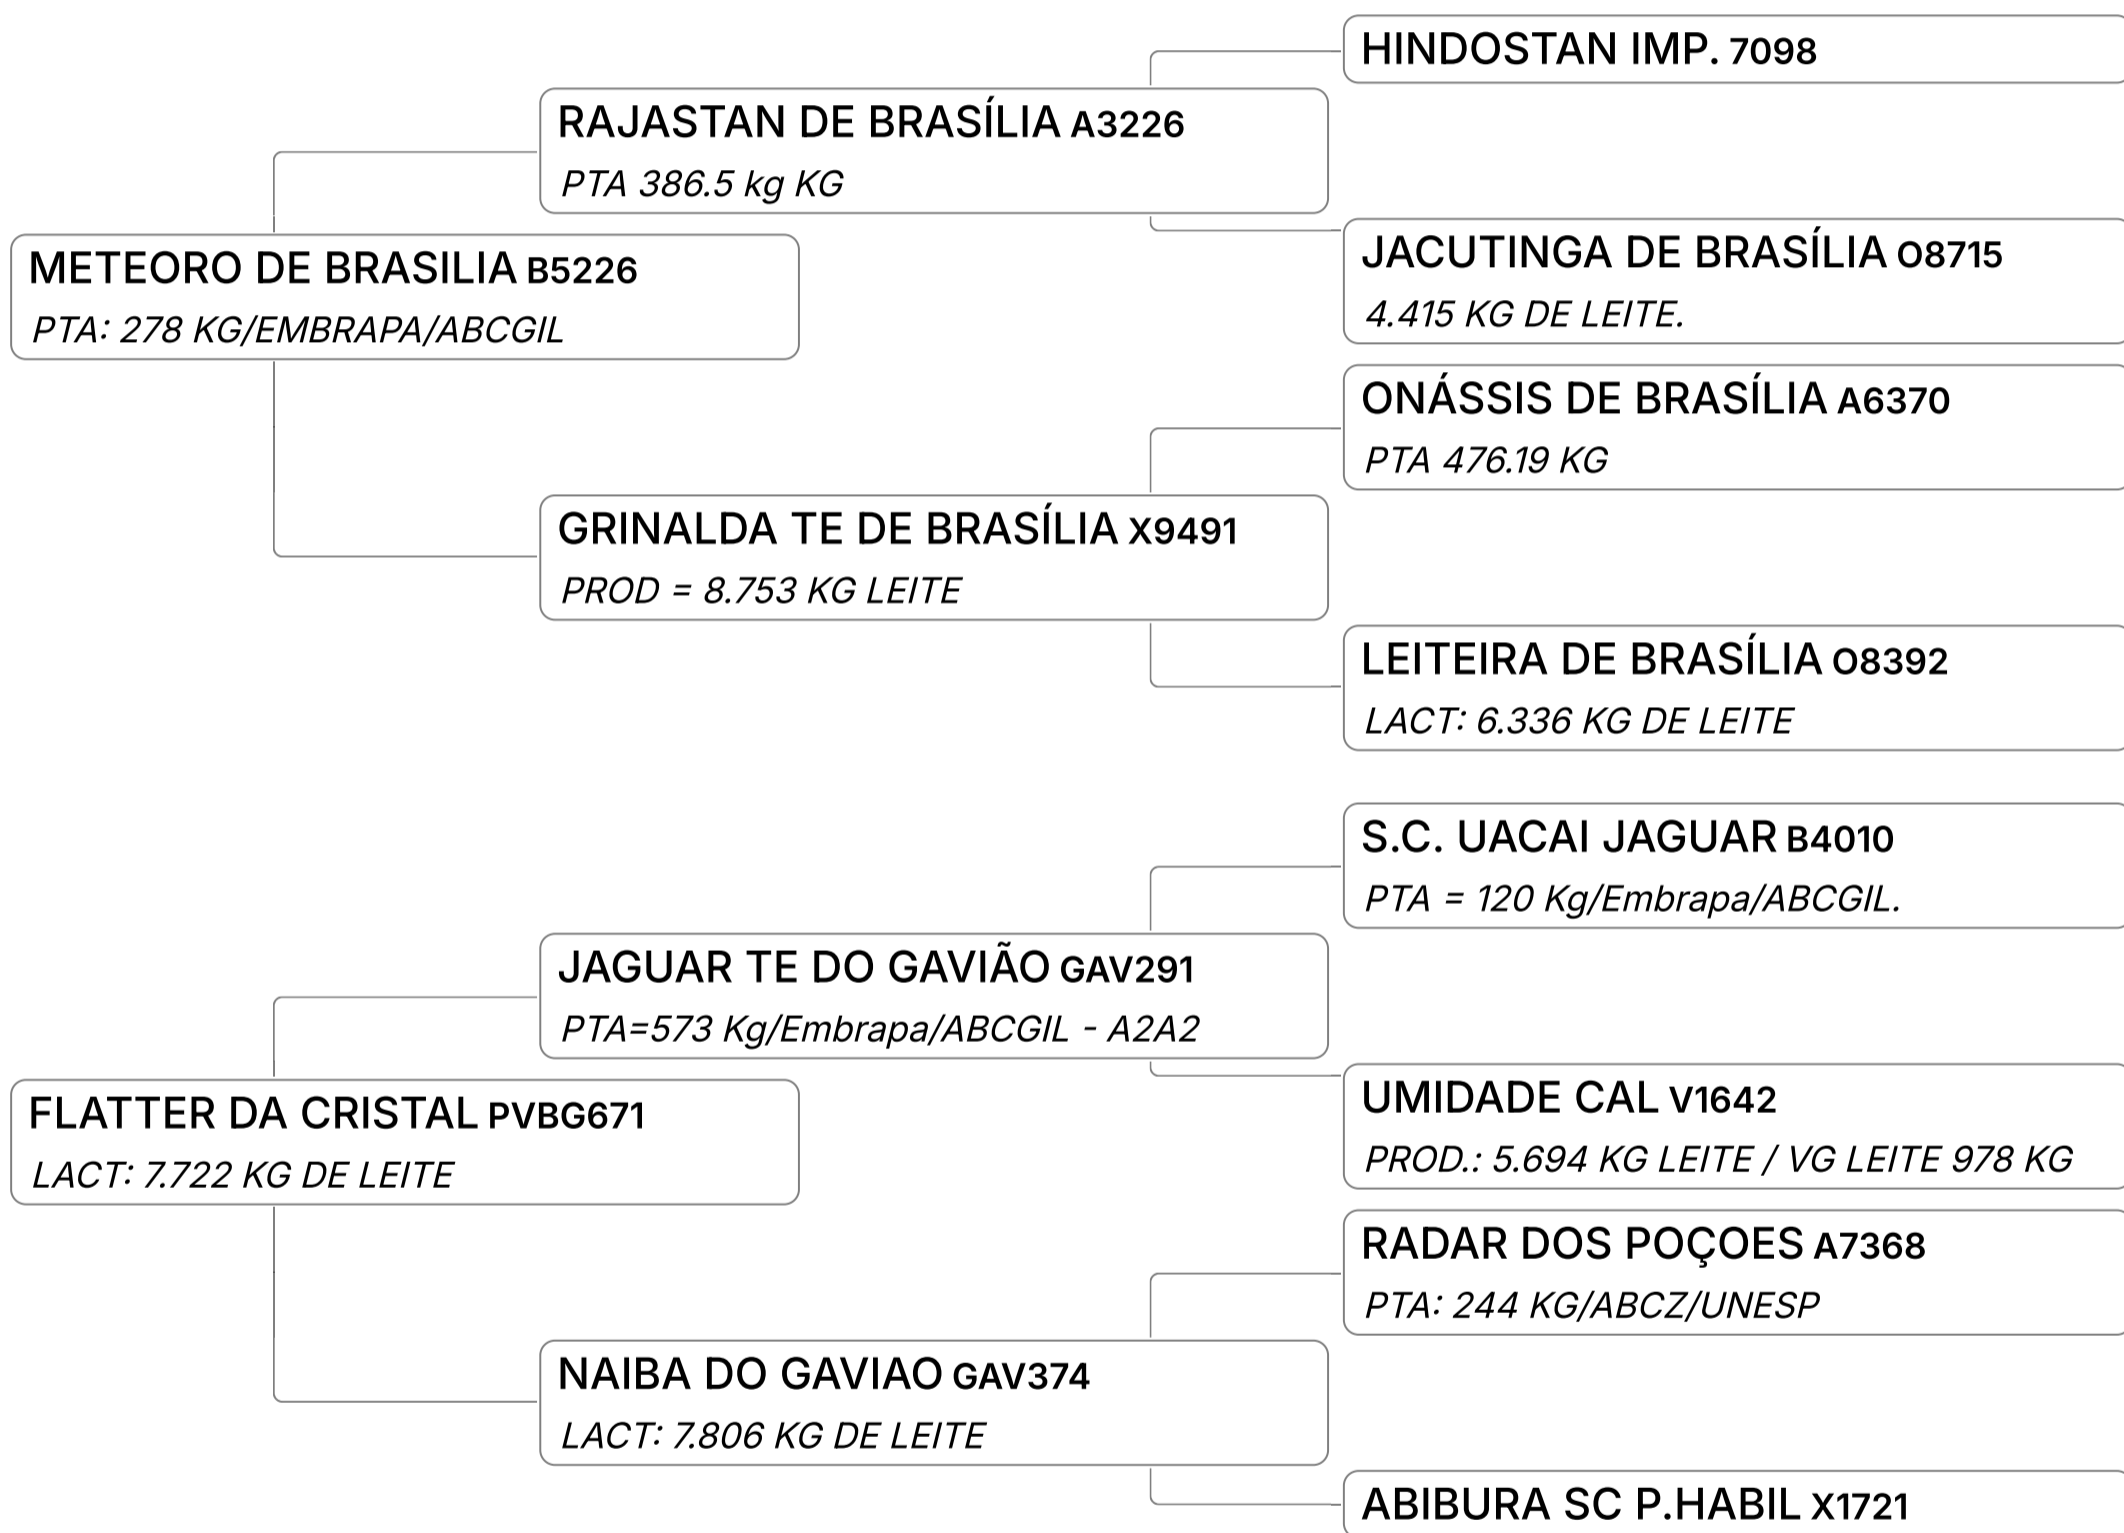 HINDOSTAN IMP. 7098
RAJASTAN DE BRASÍLIA A3226
PTA 386.5 kg KG
METEORO DE BRASILIA B5226
PTA: 278 KG/EMBRAPA/ABCGIL
JACUTINGA DE BRASÍLIA O8715
4.415 KG DE LEITE.
ONÁSSIS DE BRASÍLIA A6370
PTA 476.19 KG
GRINALDA TE DE BRASÍLIA X9491
PROD = 8.753 KG LEITE
LEITEIRA DE BRASÍLIA O8392
LACT: 6.336 KG DE LEITE
S.C. UACAI JAGUAR B4010
PTA = 120 Kg/Embrapa/ABCGIL.
JAGUAR TE DO GAVIÃO GAV291
PTA=573 Kg/Embrapa/ABCGIL - A2A2
FLATTER DA CRISTAL PVBG671
LACT: 7.722 KG DE LEITE
UMIDADE CAL V1642
PROD.: 5.694 KG LEITE / VG LEITE 978 KG
RADAR DOS POÇOES A7368
PTA: 244 KG/ABCZ/UNESP
NAIBA DO GAVIAO GAV374
LACT: 7.806 KG DE LEITE
ABIBURA SC P.HABIL X1721